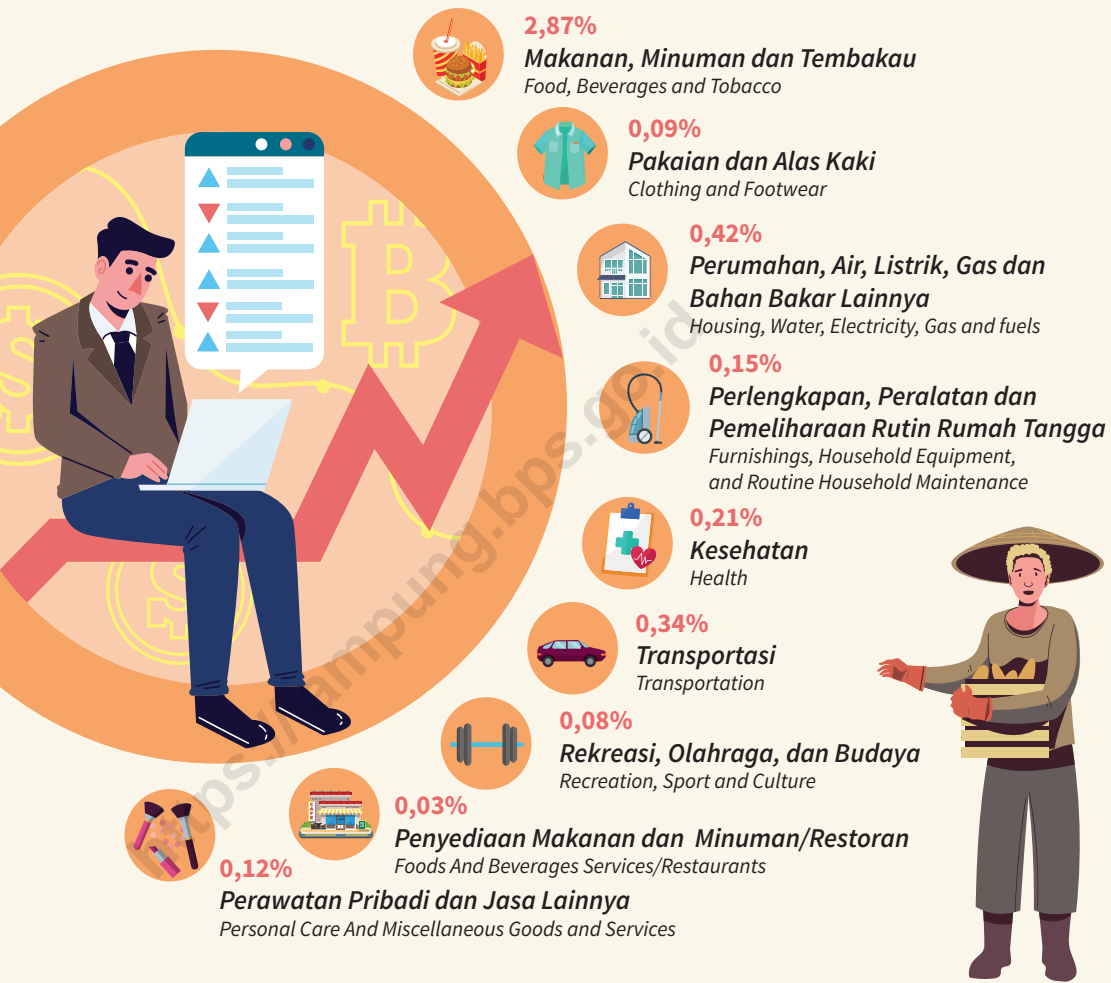 2,87%
Makanan, Minuman dan Tembakau
Food, Beverages and Tobacco
0,09%
Pakaian dan Alas Kaki
Clothing and Footwear
0,42%
Perumahan, Air, Listrik, Gas dan
Bahan Bakar Lainnya
Housing, Water, Electricity, Gas and fuels
0,15%
Perlengkapan, Peralatan dan
Pemeliharaan Rutin Rumah Tangga
Furnishings, Household Equipment,
and Routine Household Maintenance
0,21%
Kesehatan
Health
0,34%
Transportasi
Transportation
0,08%
Rekreasi, Olahraga, dan Budaya
Recreation, Sport and Culture
0,03%
Penyediaan Makanan dan Minuman/Restoran
Foods And Beverages Services/Restaurants
0,12%
Perawatan Pribadi dan Jasa Lainnya
Personal Care And Miscellaneous Goods and Services
https://lampung.bps.go.id